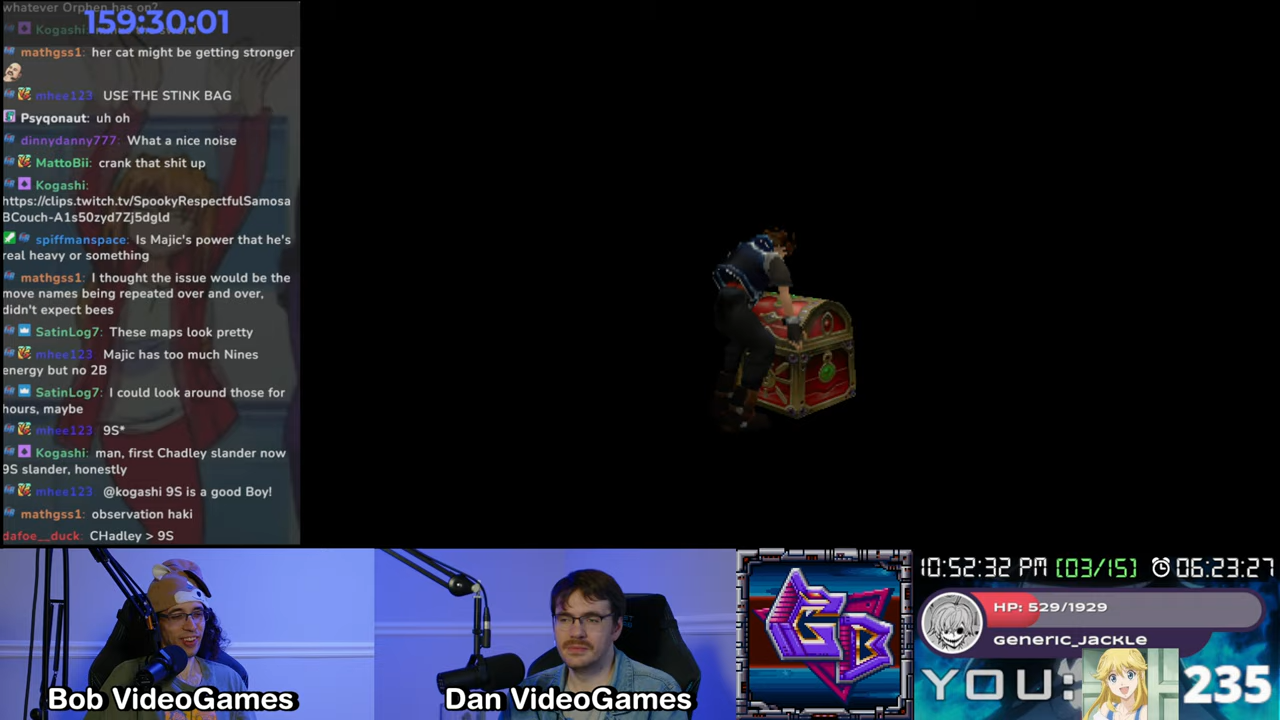 whatever Orphen has on?
159:30:01
Kogashi:
mathgss1: her cat might be getting stronger
mhee123: USE THE STINK BAG
Psyqonaut: uh oh
dinnydanny777: What a nice noise
MattoBii: crank that shit up
Kogashi:
https://clips.twitch.tv/SpookyRespectfulSamosa
BCouch-A1s50zyd7Zj5dgld
spiffmanspace: Is Majic's power that he's
real heavy or something
mathgss1: I thought the issue would be the
move names being repeated over and over,
didn't expect bees
SatinLog7: These maps look pretty
mhee123: Majic has too much Nines
energy but no 2B
SatinLog7: I could look around those for
hours, maybe
mhee123: 9S*
Kogashi: man, first Chadley slander now
9S slander, honestly
mhee123: @kogashi 9S is a good Boy!
mathgss1: observation haki
dafoe__duck: CHadley > 9S
Bob VideoGames
Dan VideoGames
GB
10:52:32 PM [03/15] 06:23:27
HP: 529/1929
GENERIC_JACKLE
YOU: 235